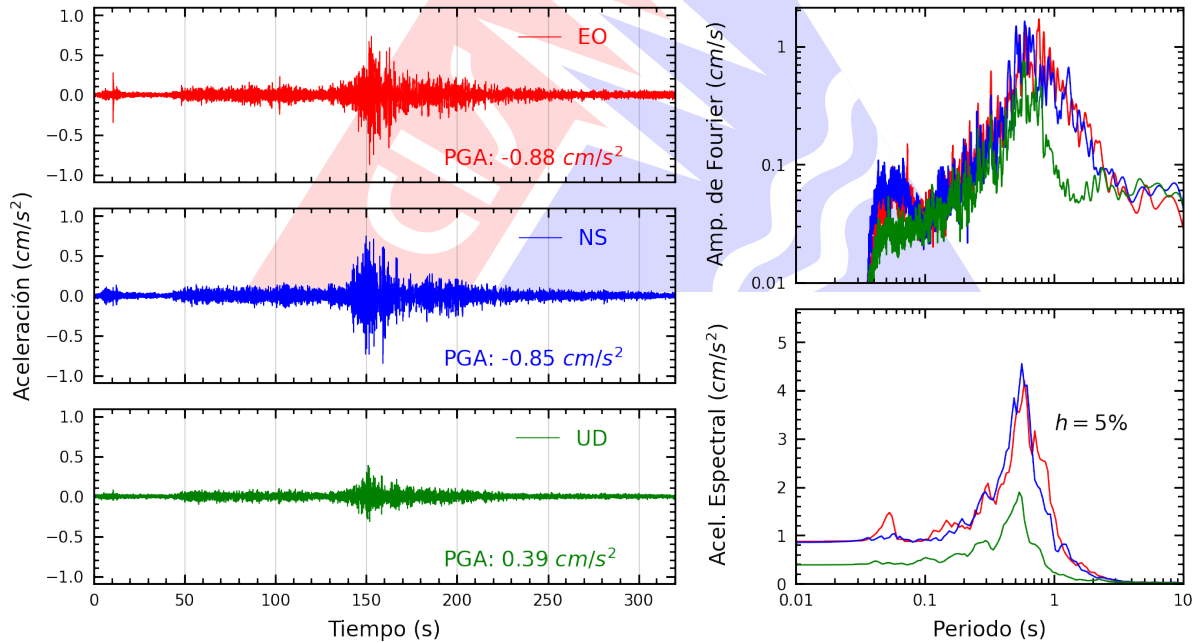 Aceleración (cm/s²)
1.0
0.5
0.0
−0.5
−1.0
EO
PGA: -0.88 cm/s²
1.0
0.5
0.0
−0.5
−1.0
NS
PGA: -0.85 cm/s²
1.0
0.5
0.0
−0.5
−1.0
UD
PGA: 0.39 cm/s²
0 50 100 150 200 250 300
Tiempo (s)
Amp. de Fourier (cm/s)
1
0.1
0.01
Acel. Espectral (cm/s²)
5
4
3
2
1
0
h = 5%
0.01 0.1 1 10
Periodo (s)